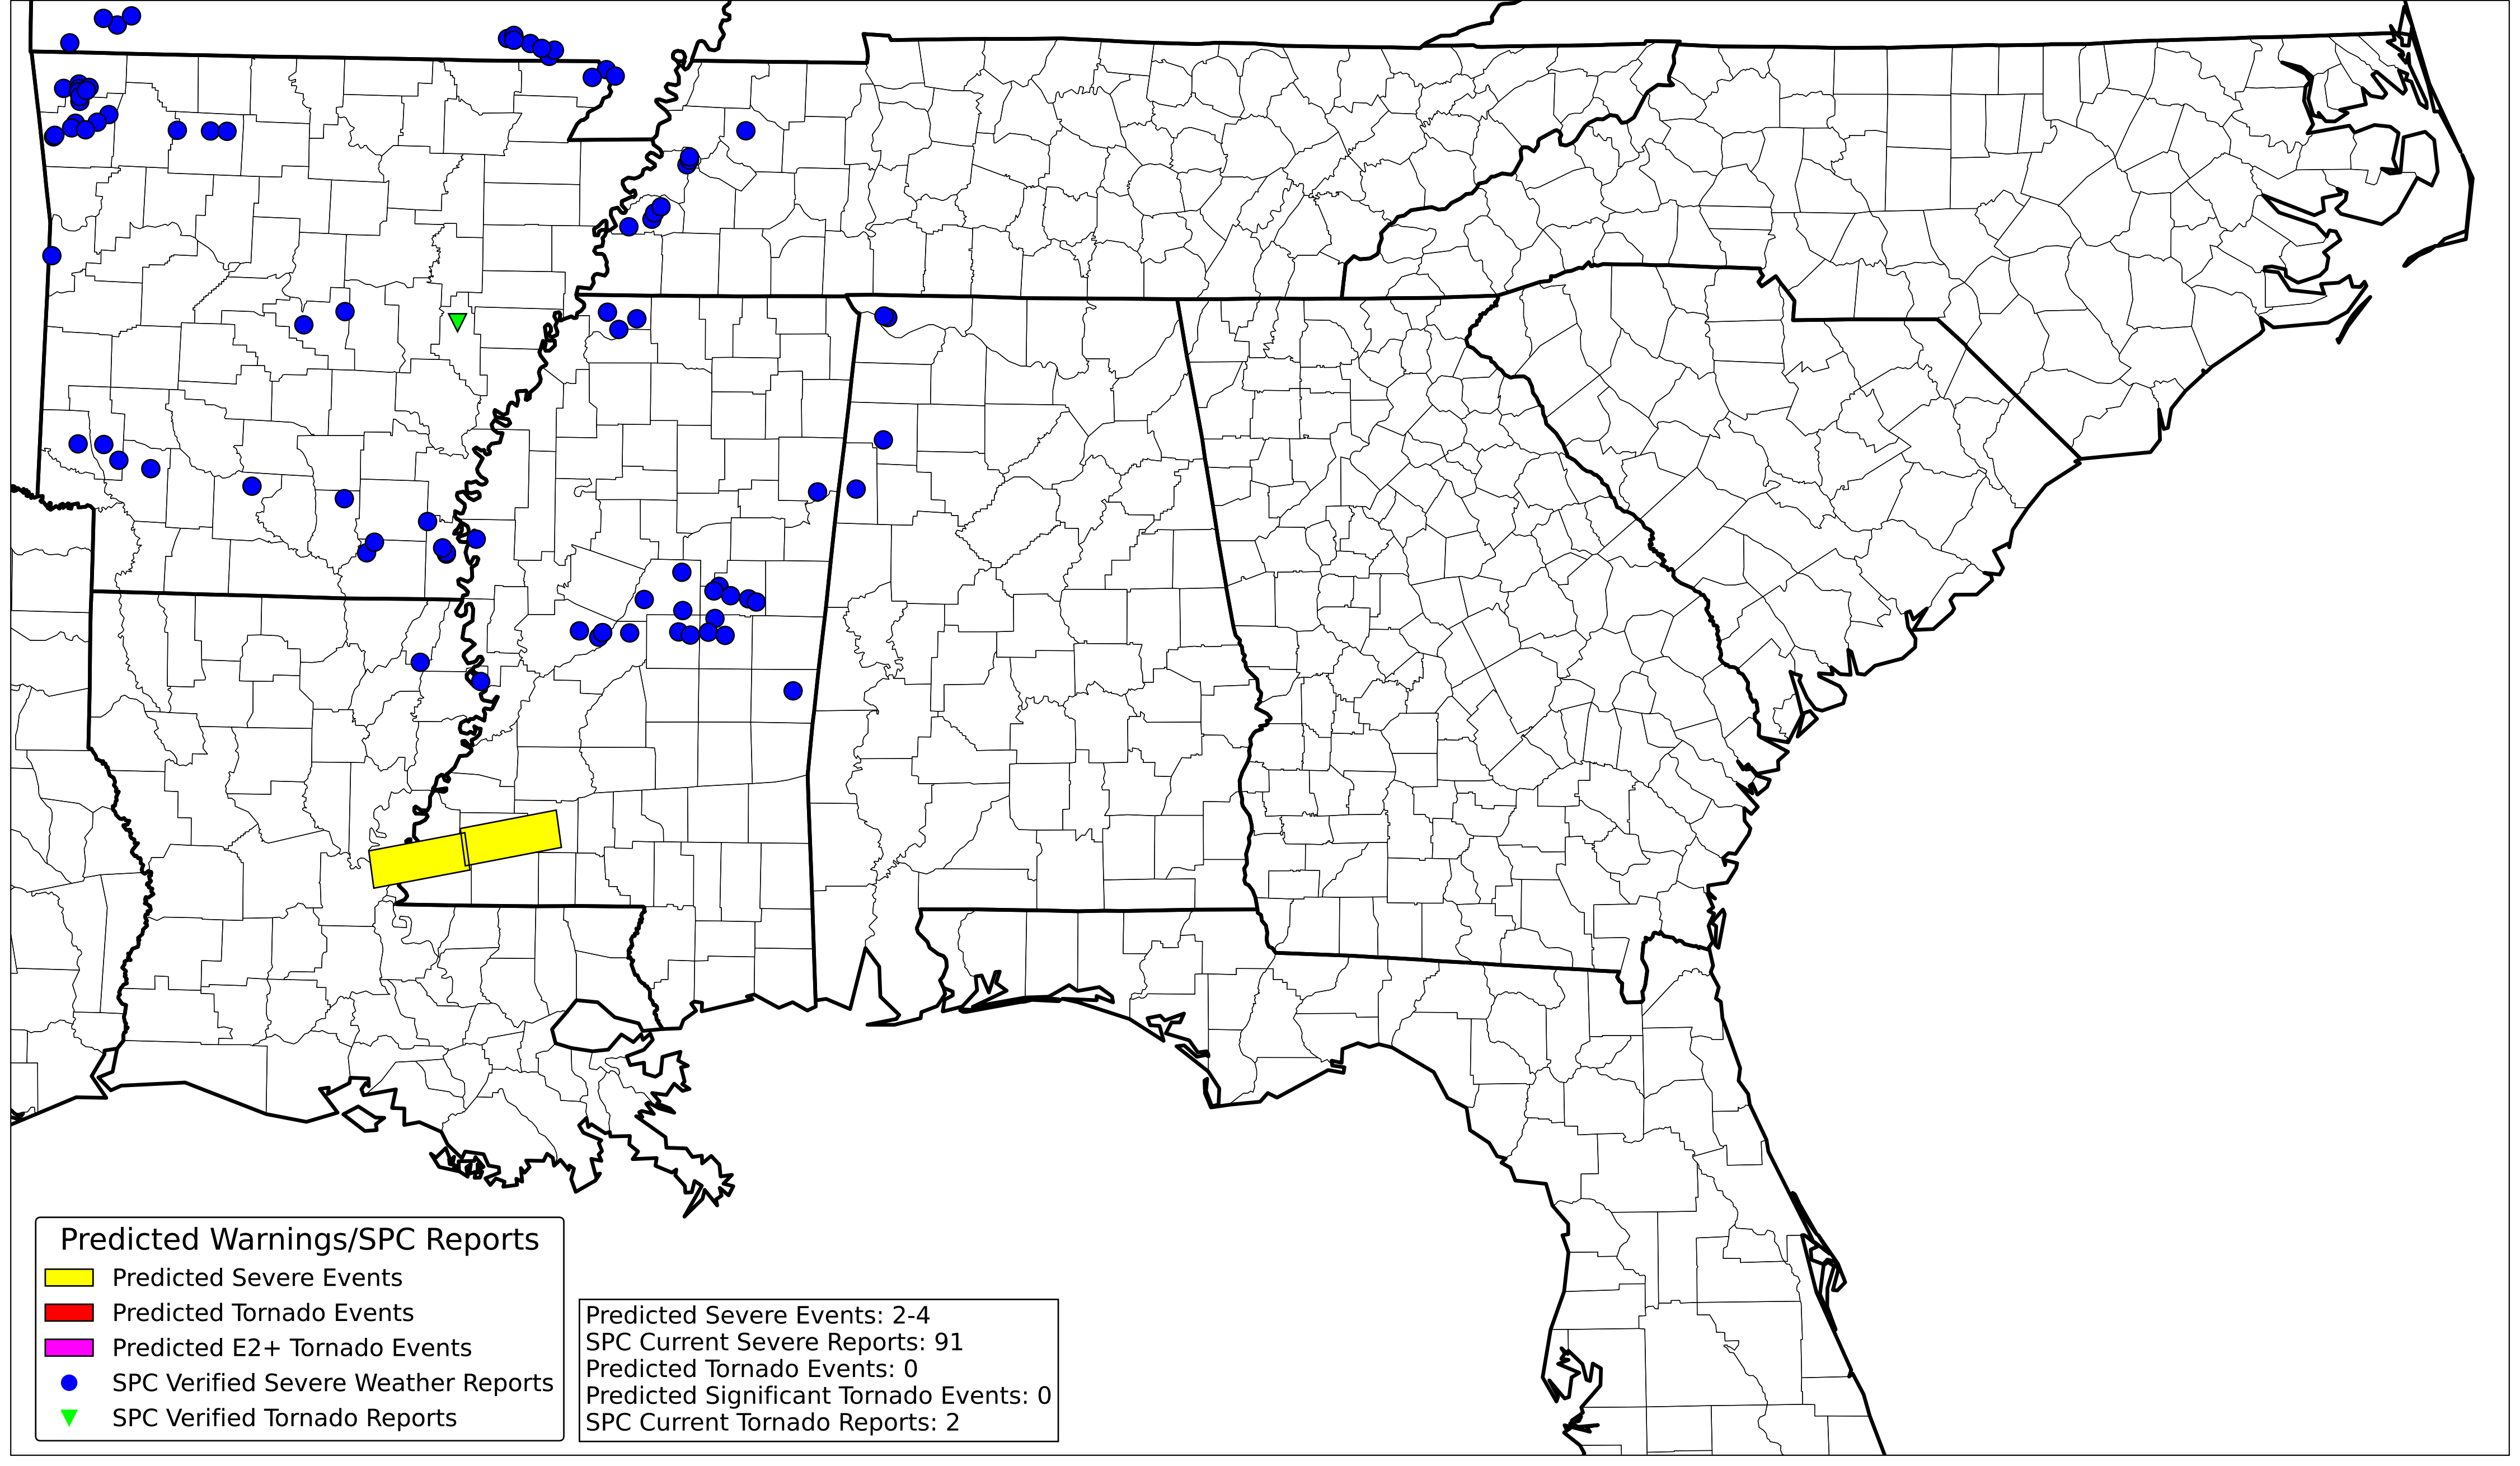 Predicted Warnings/SPC Reports
Predicted Severe Events
Predicted Tornado Events
Predicted E2+ Tornado Events
SPC Verified Severe Weather Reports
SPC Verified Tornado Reports
Predicted Severe Events: 2-4
SPC Current Severe Reports: 91
Predicted Tornado Events: 0
Predicted Significant Tornado Events: 0
SPC Current Tornado Reports: 2